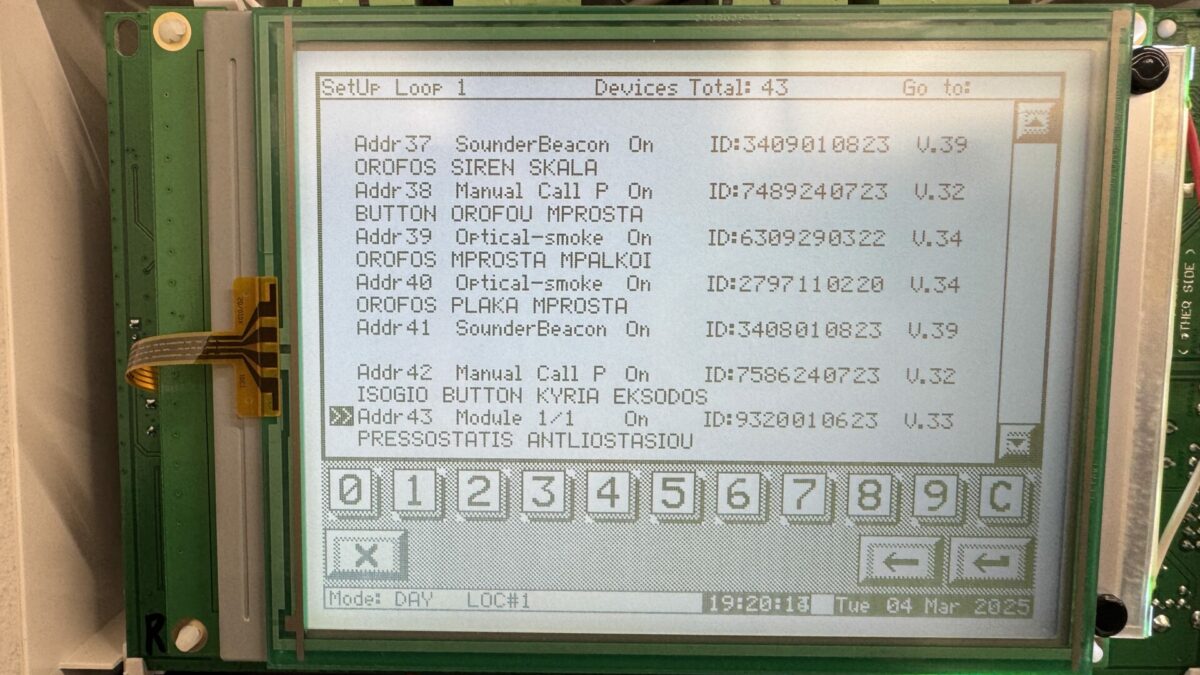 SetUp Loop 1 Devices Total: 43 Go to:
Addr37 SounderBeacon On ID:3409010823 V.39
OROFOS SIREN SKALA
Addr38 Manual Call P On ID:7489240723 V.32
BUTTON OROFOU MPROSTA
Addr39 Optical-smoke On ID:6309290322 V.34
OROFOS MPROSTA MPALKOI
Addr40 Optical-smoke On ID:2797110220 V.34
OROFOS PLAKA MPROSTA
Addr41 SounderBeacon On ID:3408010823 V.39
Addr42 Manual Call P On ID:7586240723 V.32
ISOGIO BUTTON KYRIA EKSODOS
Addr43 Module 1/1 On ID:9320010623 V.33
PRESSOSTATIS ANTLIOSTASIOU
0 1 2 3 4 5 6 7 8 9 C
X
Mode: DAY LOC#1 Tue 04 Mar 2025
R
( OTHER SIDE )